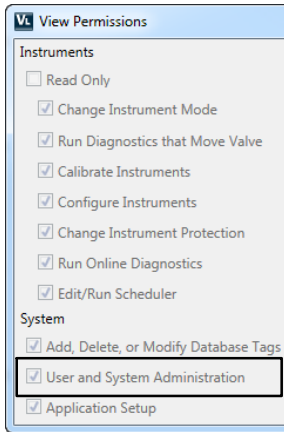 VL View Permissions
Instruments
Read Only
Change Instrument Mode
Run Diagnostics that Move Valve
Calibrate Instruments
Configure Instruments
Change Instrument Protection
Run Online Diagnostics
Edit/Run Scheduler
System
Add, Delete, or Modify Database Tags
User and System Administration
Application Setup